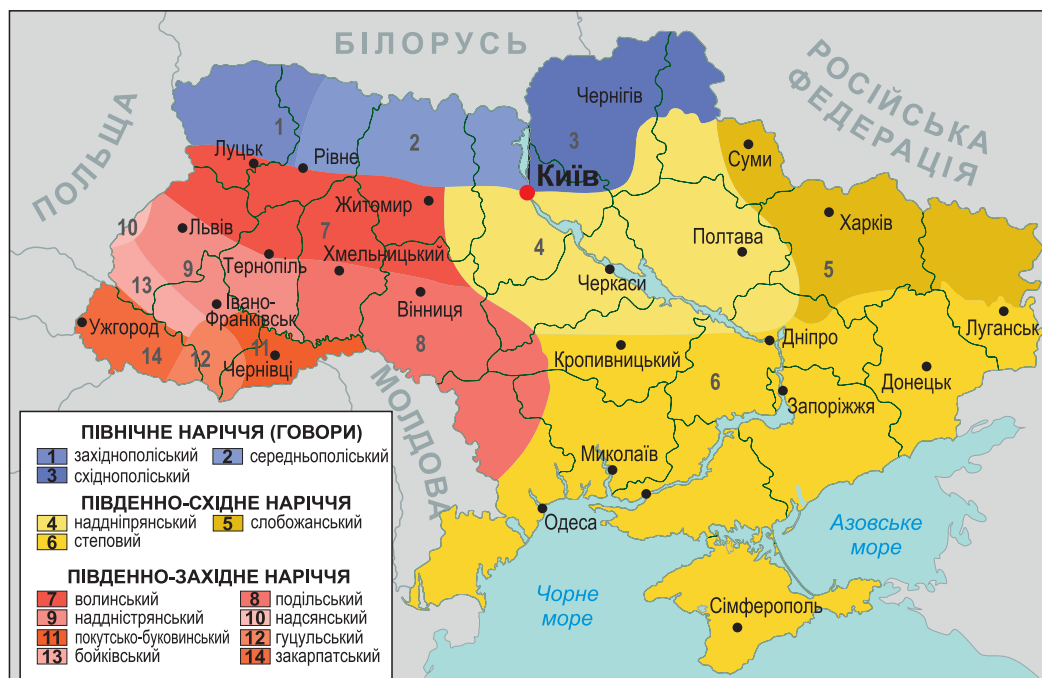 БІЛОРУСЬ
РОСІЙСЬКА
ФЕДЕРАЦІЯ
ПОЛЬЩА
МОЛДОВА
Чернігів
1
2
3
Луцьк
Рівне
Суми
Київ
Житомир
10
Львів
7
Харків
Хмельницький
4
Полтава
9
Тернопіль
5
Черкаси
13
Івано-
Франківськ
Вінниця
Ужгород
14
12
11
Чернівці
8
Кропивницький
Дніпро
Луганськ
6
Донецьк
Запоріжжя
Миколаїв
Одеса
Азовське
море
Чорне
море
Сімферополь
ПІВНІЧНЕ НАРІЧЧЯ (ГОВОРИ)
1 західнополіський 2 середньополіський
3 східнополіський
ПІВДЕННО-СХІДНЕ НАРІЧЧЯ
4 наддніпрянський 5 слобожанський
6 степовий
ПІВДЕННО-ЗАХІДНЕ НАРІЧЧЯ
7 волинський 8 подільський
9 наддністрянський 10 надсянський
11 покутсько-буковинський 12 гуцульський
13 бойківський 14 закарпатський